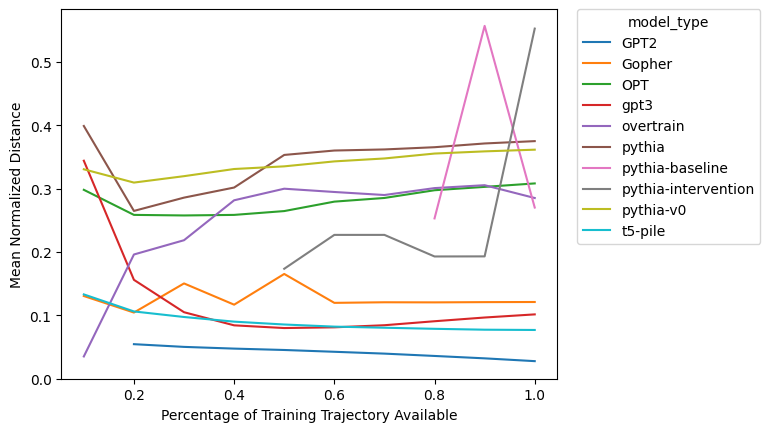 model_type
GPT2
Gopher
OPT
gpt3
overtrain
pythia
pythia-baseline
pythia-intervention
pythia-v0
t5-pile
Mean Normalized Distance
0.5
0.4
0.3
0.2
0.1
0.0
0.2
0.4
0.6
0.8
1.0
Percentage of Training Trajectory Available